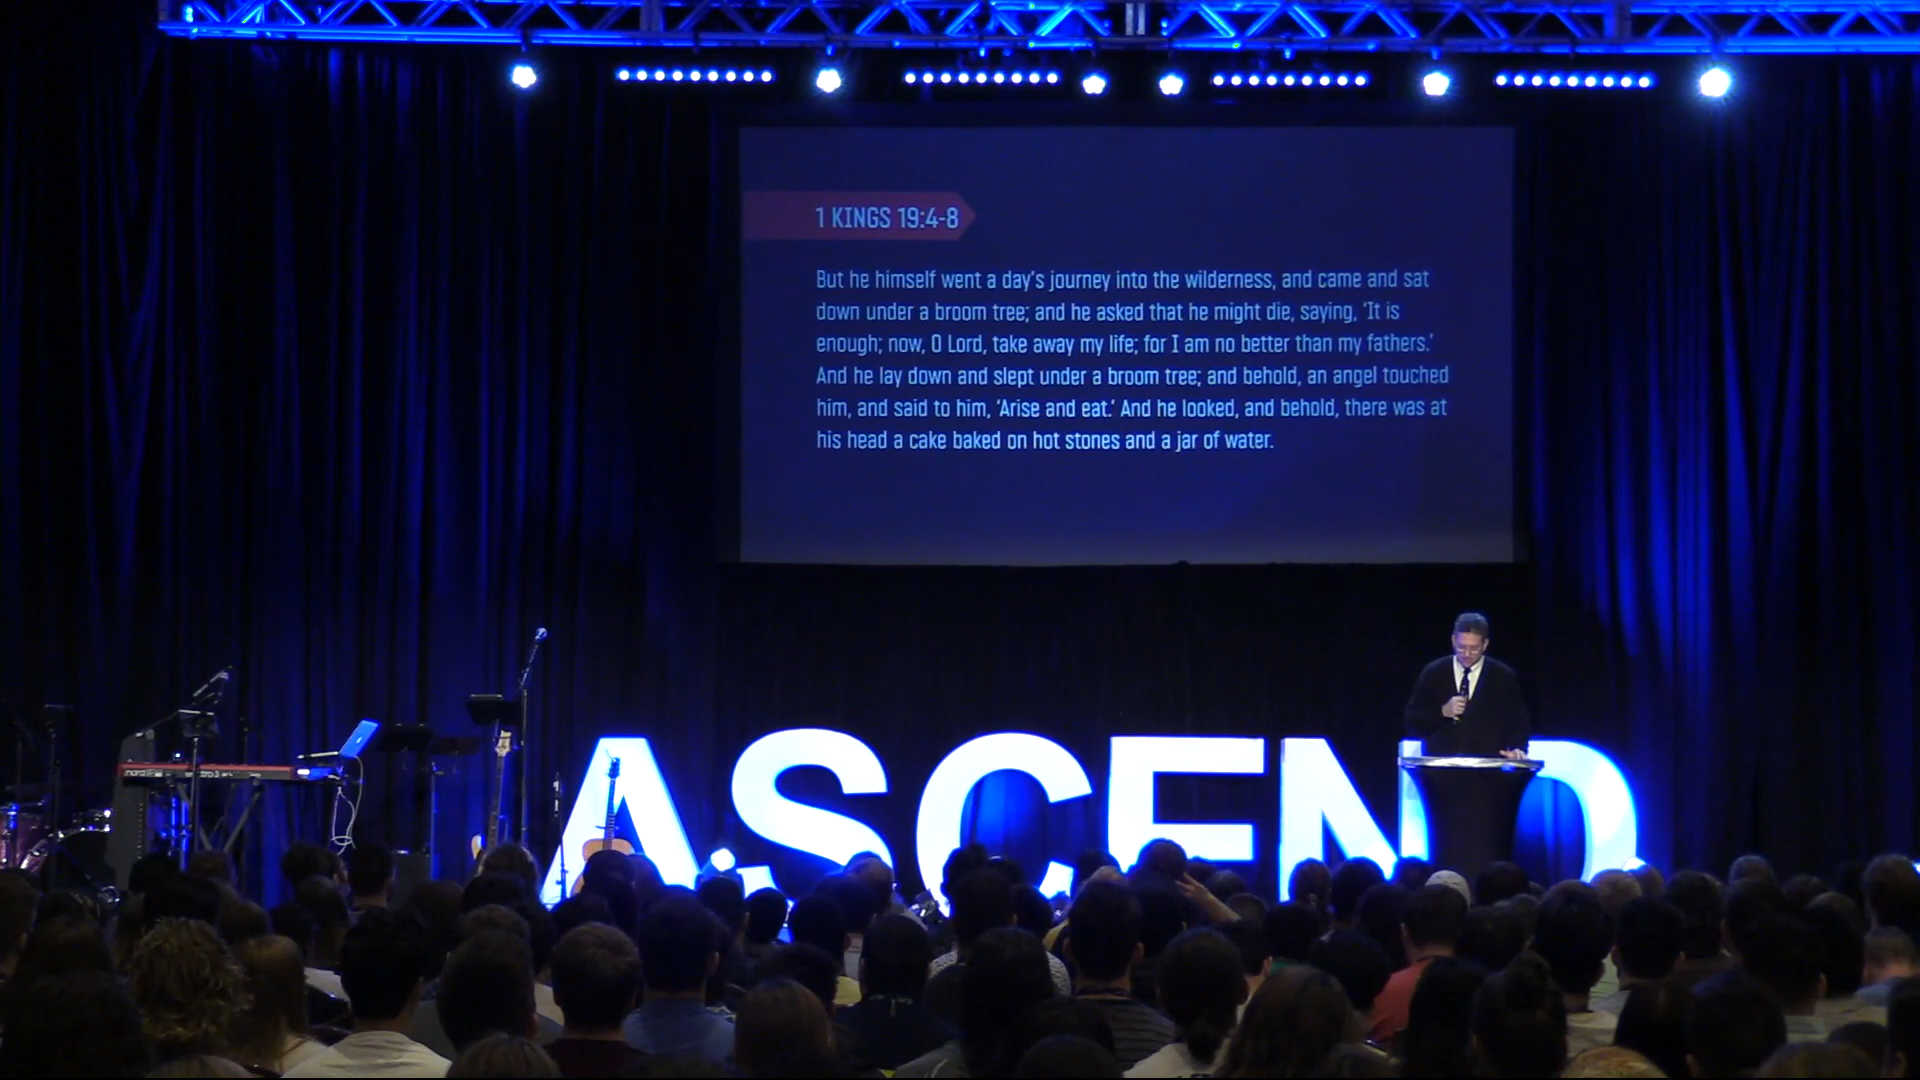 1 KINGS 19:4-8
But he himself went a day's journey into the wilderness, and came and sat
down under a broom tree; and he asked that he might die, saying, 'It is
enough; now, O Lord, take away my life; for I am no better than my fathers.'
And he lay down and slept under a broom tree; and behold, an angel touched
him, and said to him, 'Arise and eat.' And he looked, and behold, there was at
his head a cake baked on hot stones and a jar of water.
ASCEND
nord